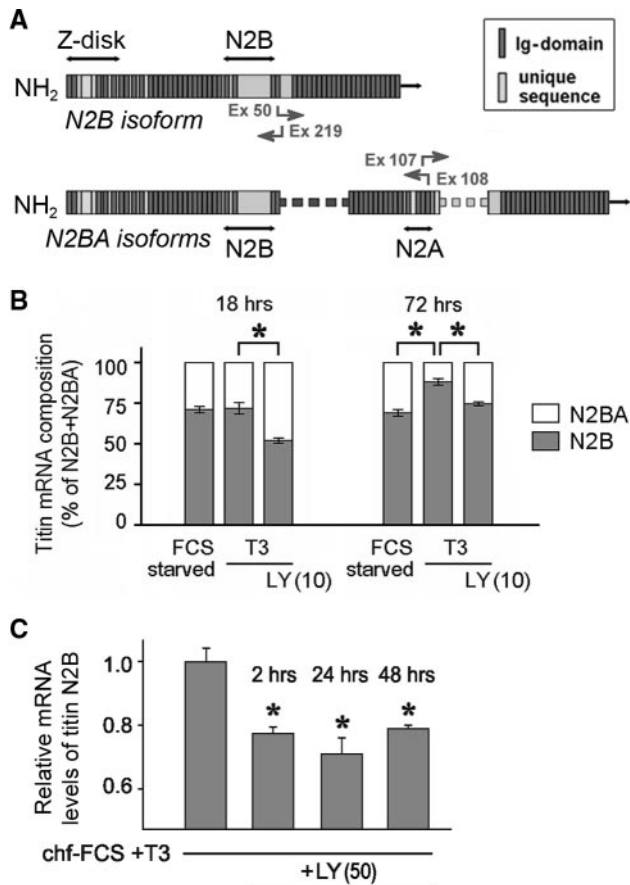 A
Z-disk
N2B
Ig-domain
unique
sequence
NH2
N2B isoform
Ex 50
Ex 219
Ex 107
Ex 108
NH2
N2BA isoforms
N2B
N2A
B
18 hrs
72 hrs
*
*
*
Titin mRNA composition
(% of N2B+N2BA)
100
75
50
25
0
N2BA
N2B
FCS
starved
T3
LY(10)
FCS
starved
T3
LY(10)
C
Relative mRNA
levels of titin N2B
1.0
0.8
0.6
2 hrs
24 hrs
48 hrs
*
*
*
chf-FCS +T3
+LY(50)